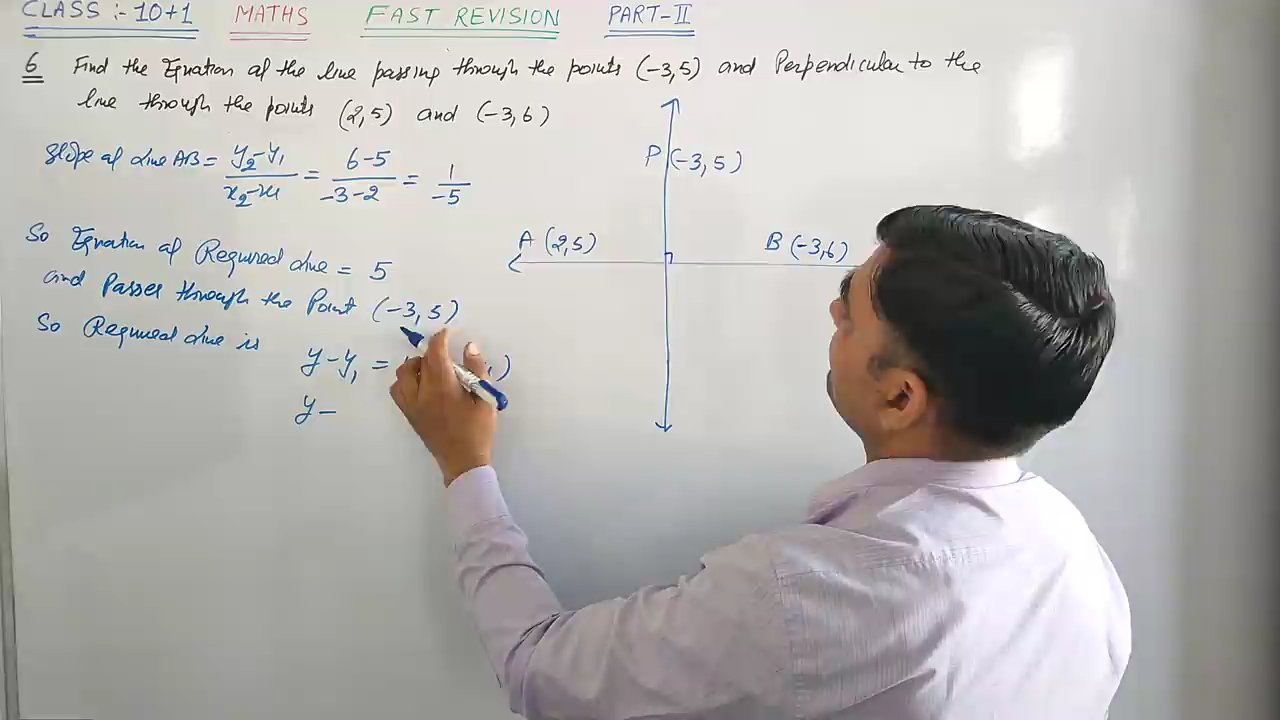 CLASS :- 10+1 MATHS FAST REVISION PART-II
6 Find the Equation of the line passing through the points (-3,5) and Perpendicular to the
line through the points (2,5) and (-3,6)
Slope of Line AB = y₂-y₁ / x₂-x₁ = 6-5 / -3-2 = 1 / -5
So Equation of Required Line = 5
and Passes through the Point (-3,5)
So Required Line is
y-y₁ =
y-
P (-3,5)
A (2,5)
B (-3,6)